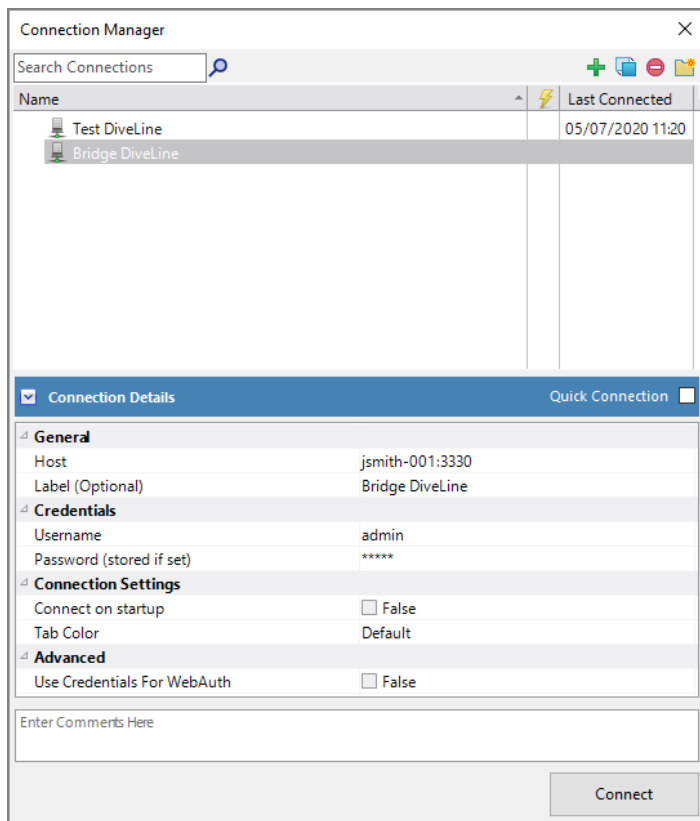 Connection Manager
Search Connections
Name Last Connected
Test DiveLine 05/07/2020 11:20
Bridge DiveLine
Connection Details Quick Connection
General
Host jsmith-001:3330
Label (Optional) Bridge DiveLine
Credentials
Username admin
Password (stored if set) *****
Connection Settings
Connect on startup False
Tab Color Default
Advanced
Use Credentials For WebAuth False
Enter Comments Here
Connect